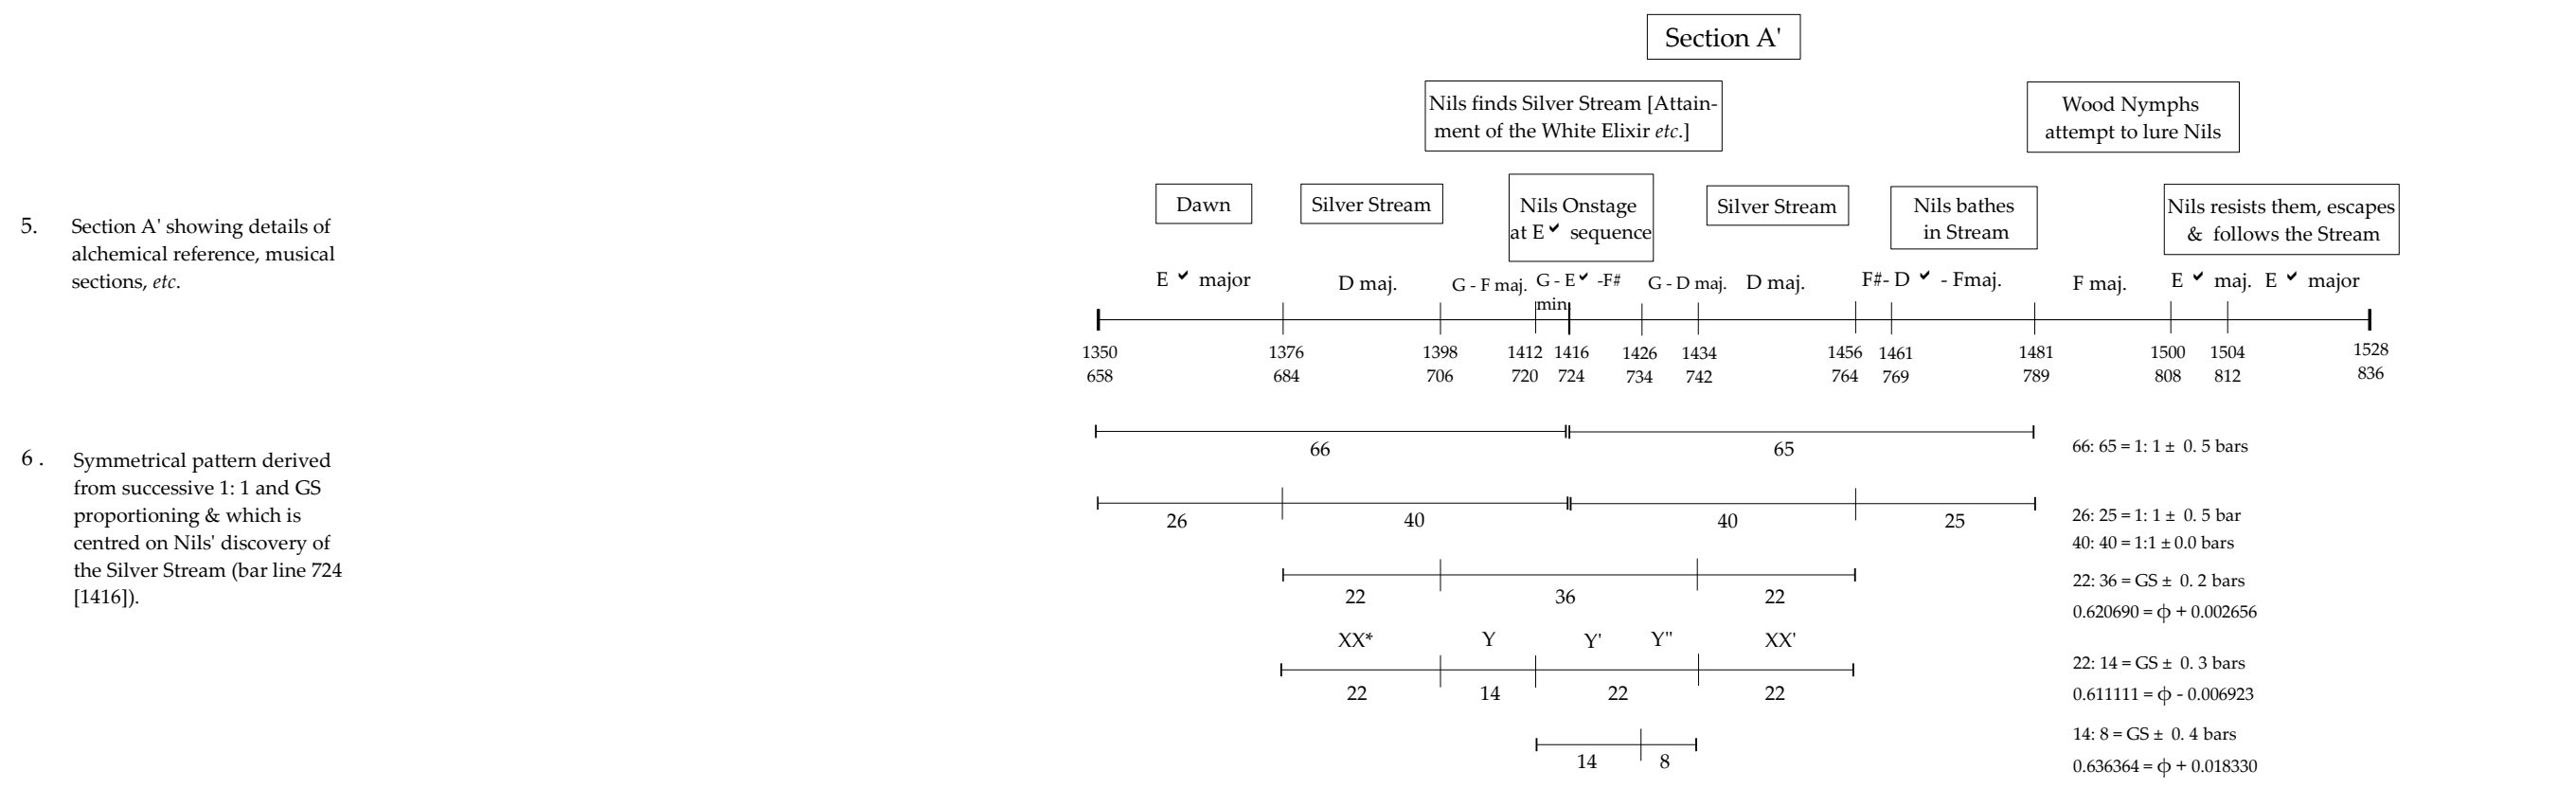 Section A'
Nils finds Silver Stream [Attain-
ment of the White Elixir etc.]
Wood Nymphs
attempt to lure Nils
Dawn
Silver Stream
Nils Onstage
at E✔ sequence
Silver Stream
Nils bathes
in Stream
Nils resists them, escapes
& follows the Stream
5. Section A' showing details of
alchemical reference, musical
sections, etc.
E ✔ major D maj. G - F maj. G - E✔ -F# G - D maj. D maj. F#- D ✔ - Fmaj. F maj. E ✔ maj. E ✔ major
min
1350 1376 1398 1412 1416 1426 1434 1456 1461 1481 1500 1504 1528
658 684 706 720 724 734 742 764 769 789 808 812 836
6 . Symmetrical pattern derived
from successive 1: 1 and GS
proportioning & which is
centred on Nils' discovery of
the Silver Stream (bar line 724
[1416]).
66 65
66: 65 = 1: 1 ± 0. 5 bars
26 40 40 25
26: 25 = 1: 1 ± 0. 5 bar
40: 40 = 1:1 ±0.0 bars
22 36 22
22: 36 = GS ± 0. 2 bars
0.620690 = ϕ + 0.002656
XX* Y Y' Y" XX'
22 14 22 22
22: 14 = GS ± 0. 3 bars
0.611111 = ϕ - 0.006923
14 8
14: 8 = GS ± 0. 4 bars
0.636364 = ϕ + 0.018330